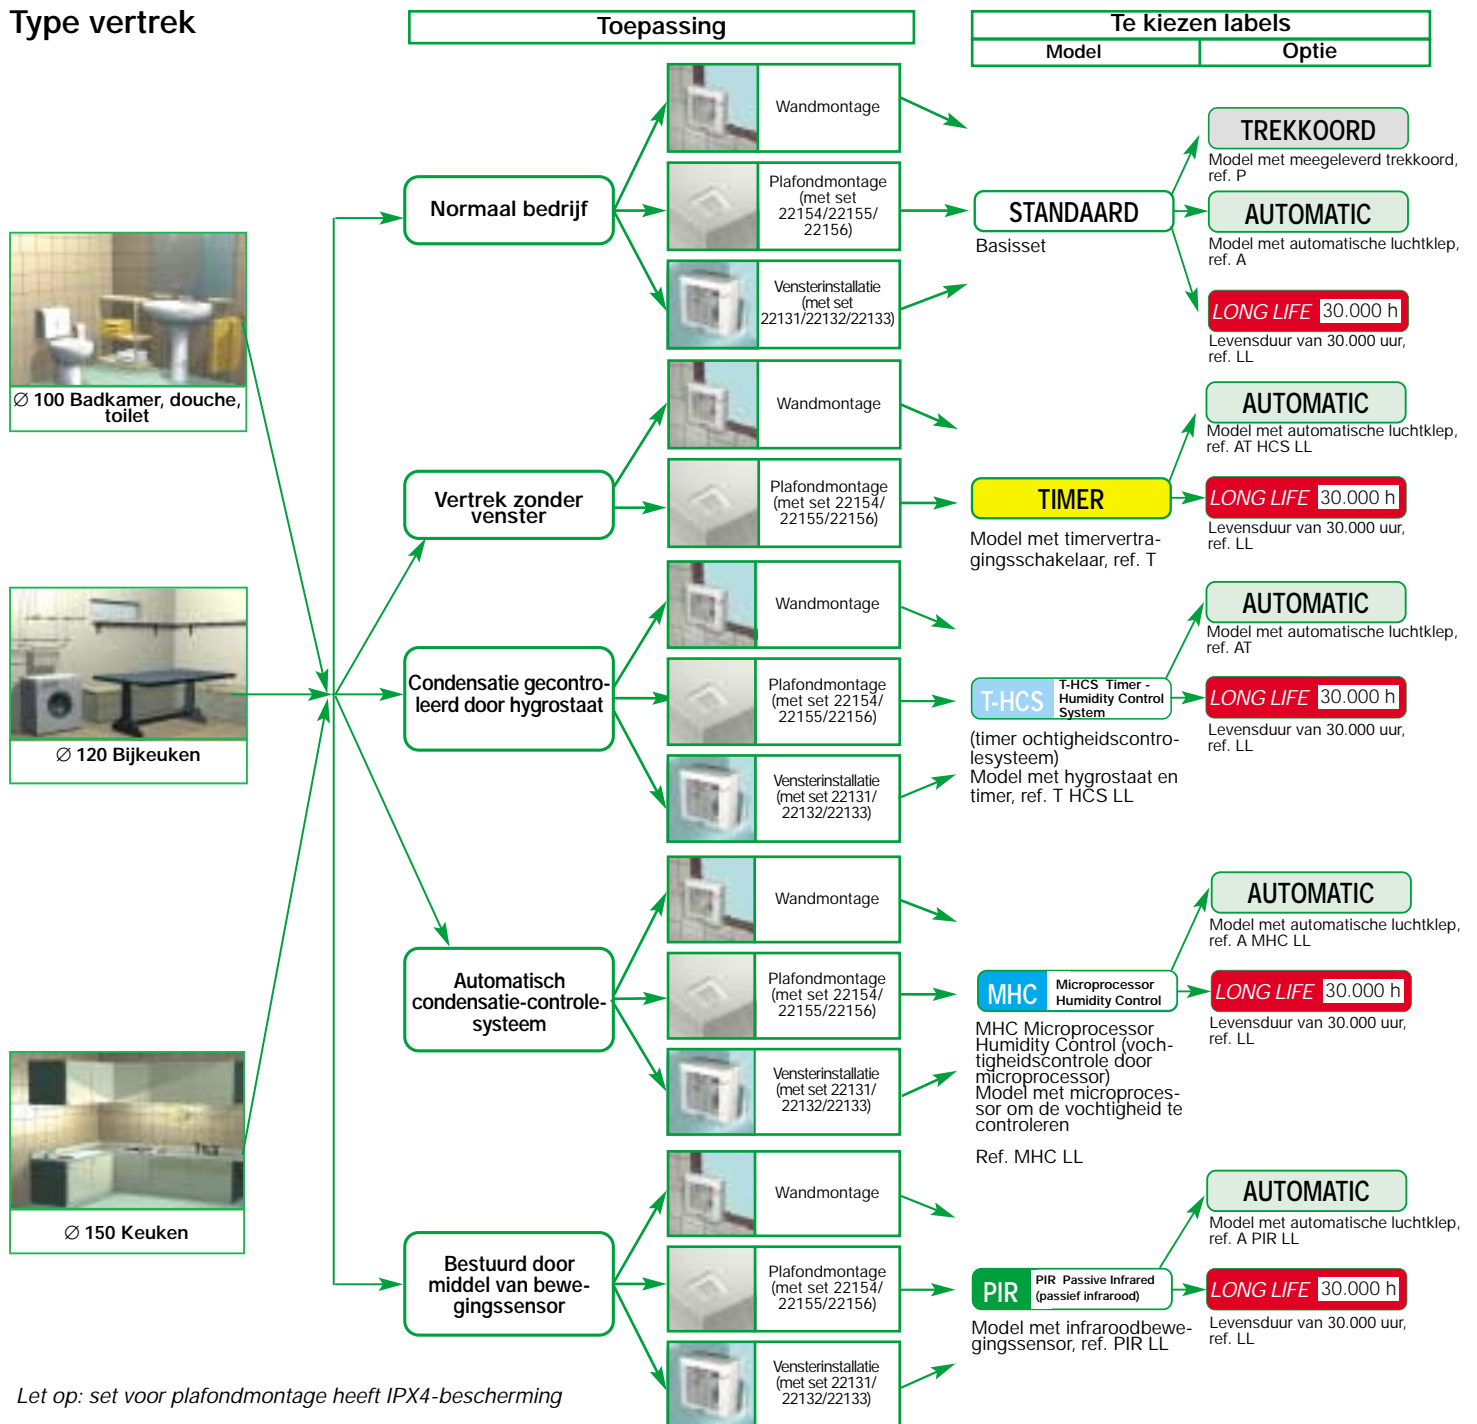 Type vertrek
Toepassing
Te kiezen labels
Model
Optie
Ø 100 Badkamer, douche,
toilet
Ø 120 Bijkeuken
Ø 150 Keuken
Normaal bedrijf
Wandmontage
Plafondmontage
(met set
22154/22155/
22156)
Vensterinstallatie
(met set
22131/22132/22133)
STANDAARD
Basisset
TREKKOORD
Model met meegeleverd trekkoord,
ref. P
AUTOMATIC
Model met automatische luchtklep,
ref. A
LONG LIFE 30.000 h
Levensduur van 30.000 uur,
ref. LL
Vertrek zonder
venster
Wandmontage
Plafondmontage
(met set 22154/
22155/22156)
TIMER
Model met timervertra-
gingsschakelaar, ref. T
AUTOMATIC
Model met automatische luchtklep,
ref. AT HCS LL
LONG LIFE 30.000 h
Levensduur van 30.000 uur,
ref. LL
Condensatie gecontro-
leerd door hygrostaat
Wandmontage
Plafondmontage
(met set 22154/
22155/22156)
Vensterinstallatie
(met set 22131/
22132/22133)
T-HCS
T-HCS Timer -
Humidity Control
System
(timer ochtigheidscontro-
lesysteem)
Model met hygrostaat en
timer, ref. T HCS LL
AUTOMATIC
Model met automatische luchtklep,
ref. AT
LONG LIFE 30.000 h
Levensduur van 30.000 uur,
ref. LL
Automatisch
condensatie-controle-
systeem
Wandmontage
Plafondmontage
(met set 22154/
22155/22156)
Vensterinstallatie
(met set 22131/
22132/22133)
MHC
Microprocessor
Humidity Control
MHC Microprocessor
Humidity Control (voch-
tigheidscontrole door
microprocessor)
Model met microproces-
sor om de vochtigheid te
controleren
Ref. MHC LL
AUTOMATIC
Model met automatische luchtklep,
ref. A MHC LL
LONG LIFE 30.000 h
Levensduur van 30.000 uur,
ref. LL
Bestuurd door
middel van bewe-
gingssensor
Wandmontage
Plafondmontage
(met set 22154/
22155/22156)
Vensterinstallatie
(met set 22131/
22132/22133)
PIR
PIR Passive Infrared
(passief infrarood)
Model met infraroodbewe-
gingssensor, ref. PIR LL
AUTOMATIC
Model met automatische luchtklep,
ref. A PIR LL
LONG LIFE 30.000 h
Levensduur van 30.000 uur,
ref. LL
Let op: set voor plafondmontage heeft IPX4-bescherming